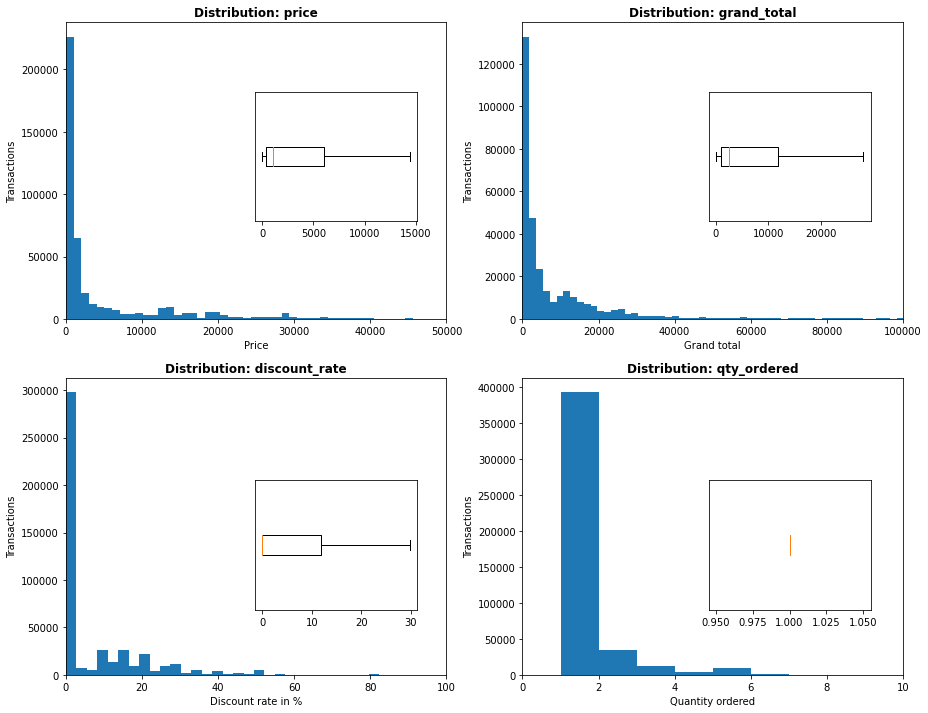 Distribution: price
Transactions
200000
150000
100000
50000
0
0 5000 10000 15000
0 10000 20000 30000 40000 50000
Price
Distribution: grand_total
Transactions
120000
100000
80000
60000
40000
20000
0
0 10000 20000
0 20000 40000 60000 80000 100000
Grand total
Distribution: discount_rate
Transactions
300000
250000
200000
150000
100000
50000
0
0 10 20 30
0 20 40 60 80 100
Discount rate in %
Distribution: qty_ordered
Transactions
400000
350000
300000
250000
200000
150000
100000
50000
0
0.950 0.975 1.000 1.025 1.050
0 2 4 6 8 10
Quantity ordered